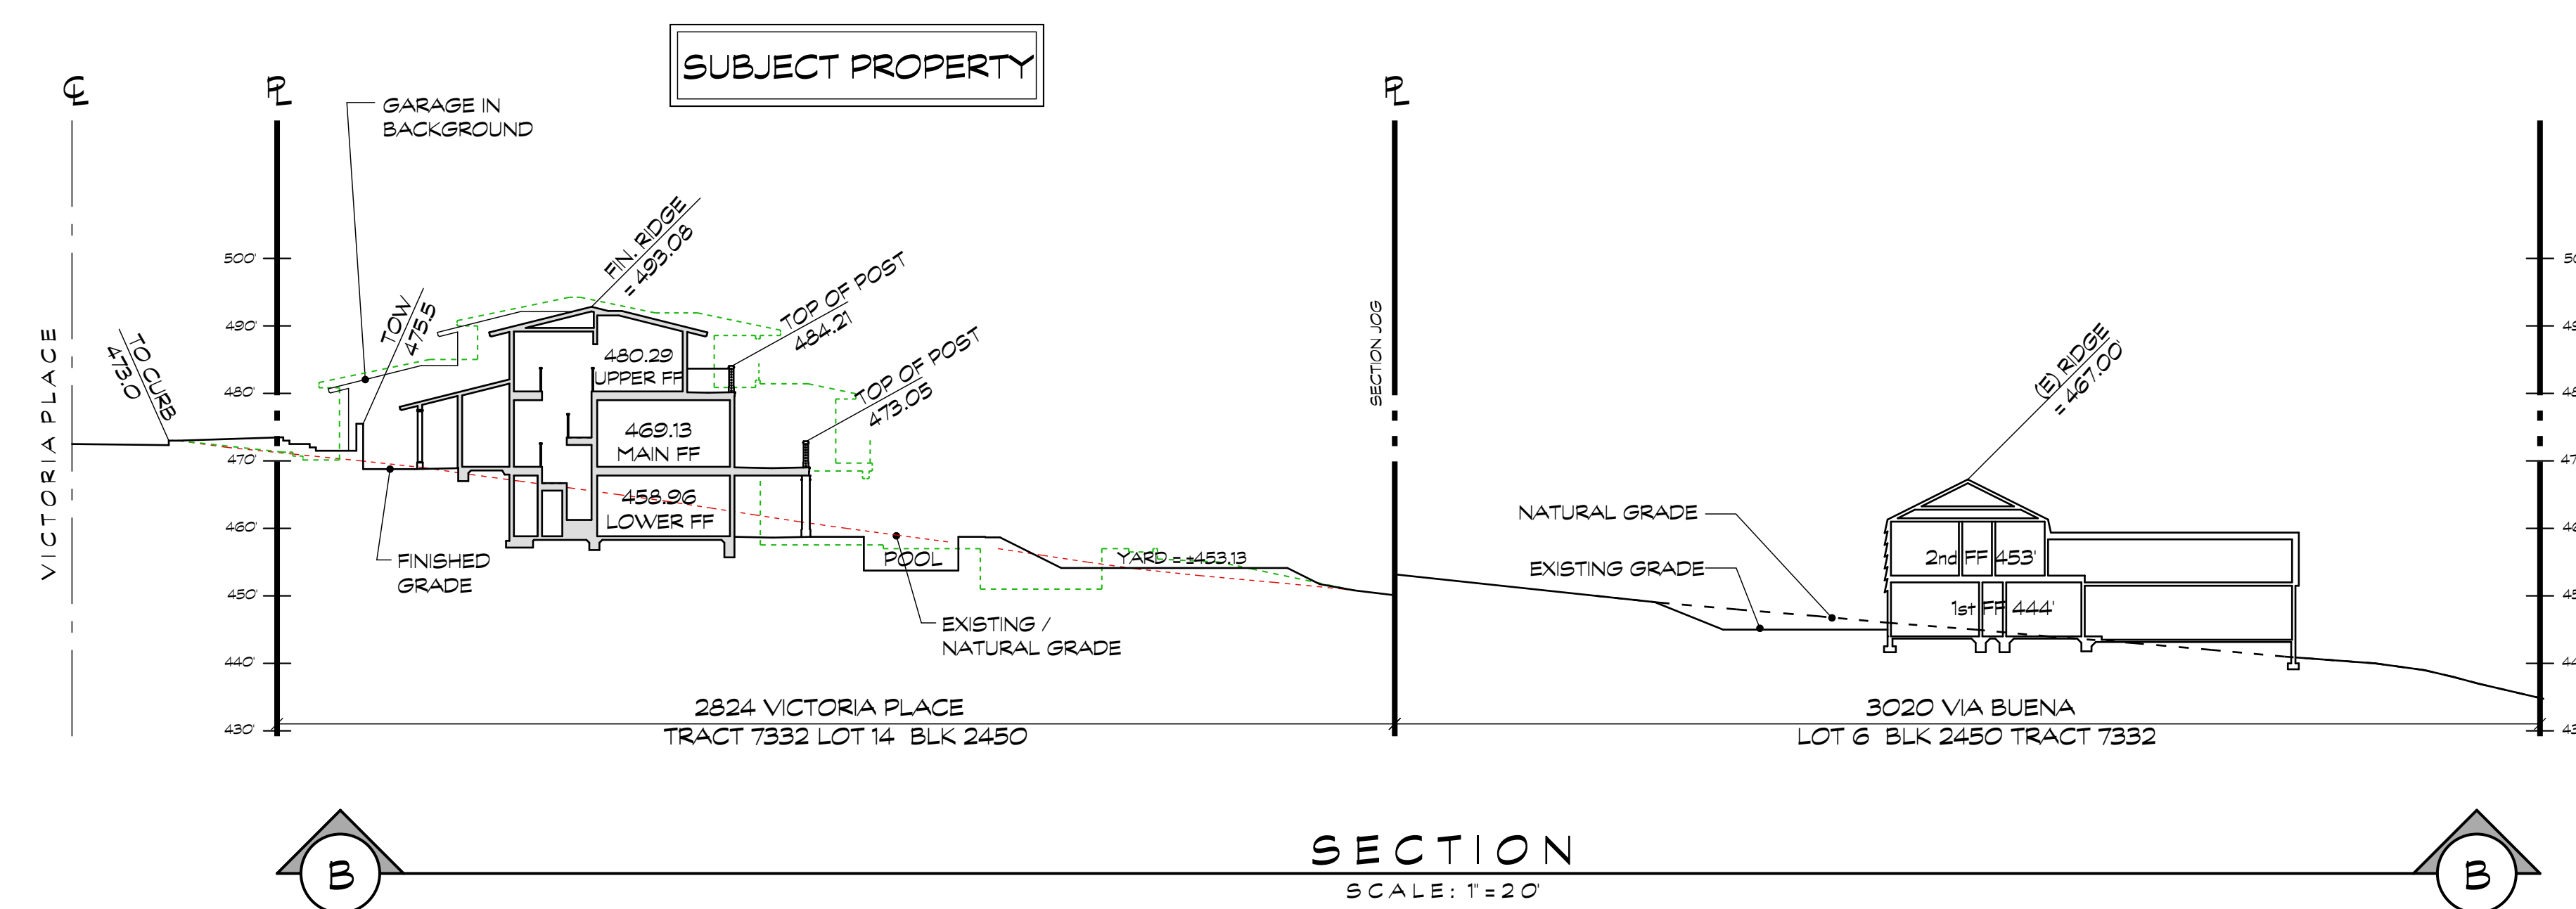 SUBJECT PROPERTY
℄
PL
PL
GARAGE IN
BACKGROUND
FIN. RIDGE
= 493.08
TOP OF POST
484.21
TOP OF POST
473.05
TOW
475.5
TO CURB
473.0
VICTORIA PLACE
500'
490'
480'
470'
460'
450'
440'
430'
480.29
UPPER FF
469.13
MAIN FF
458.96
LOWER FF
FINISHED
GRADE
POOL
YARD = ±453.13
EXISTING /
NATURAL GRADE
SECTION JOG
(E) RIDGE
= 467.00'
NATURAL GRADE
EXISTING GRADE
2nd FF 453'
1st FF 444'
2824 VICTORIA PLACE
TRACT 7332 LOT 14 BLK 2450
3020 VIA BUENA
LOT 6 BLK 2450 TRACT 7332
B
SECTION
SCALE: 1"=20'
B